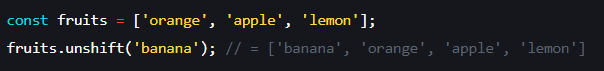 const fruits = ['orange', 'apple', 'lemon'];
fruits.unshift('banana'); // = ['banana', 'orange', 'apple', 'lemon']